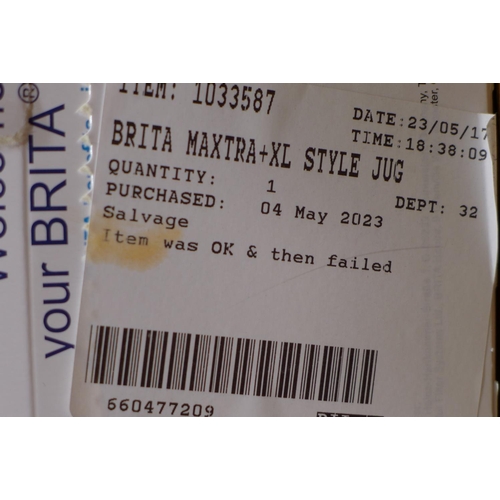 ITEM: 1033587
DATE:23/05/17
TIME:18:38:09
BRITA MAXTRA+XL STYLE JUG
QUANTITY: 1 DEPT: 32
PURCHASED: 04 May 2023
Salvage
Item was OK & then failed
660477209
your BRITA®